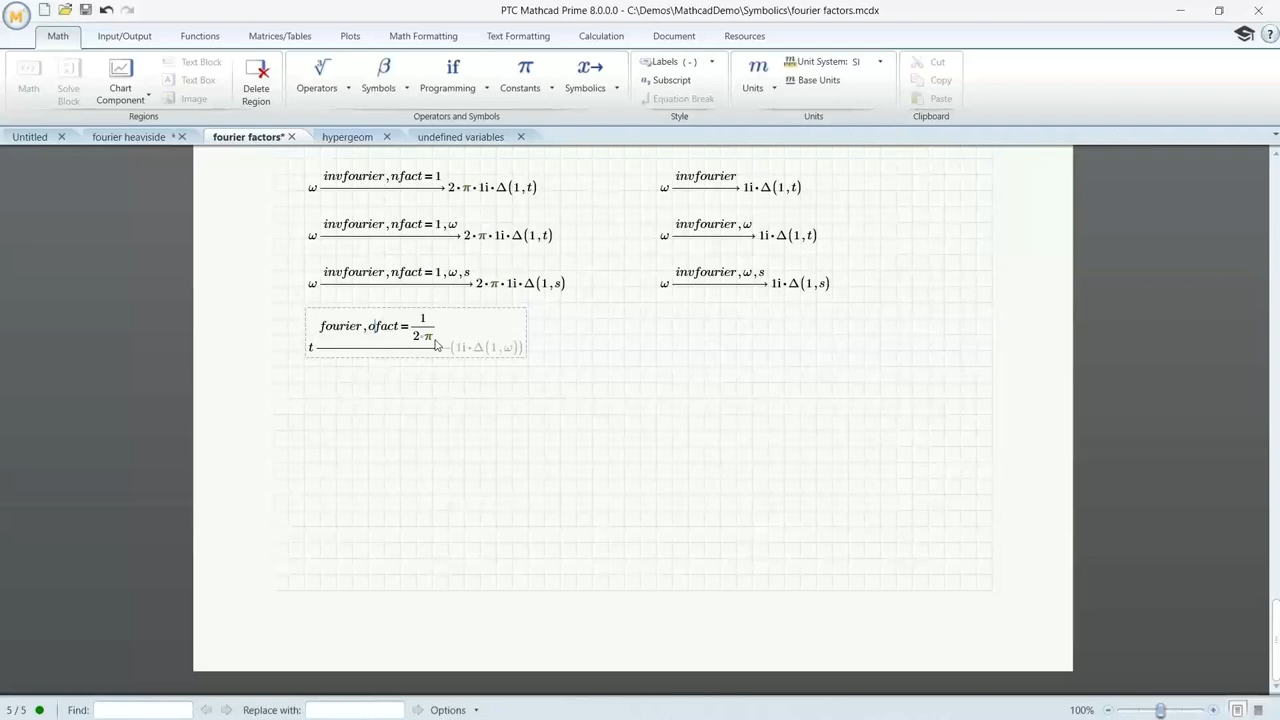 PTC Mathcad Prime 8.0.0.0 - C:\Demos\MathcadDemo\Symbolics\fourier factors.mcdx
Math Input/Output Functions Matrices/Tables Plots Math Formatting Text Formatting Calculation Document Resources
Math
Solve Block
Chart Component
Text Block
Text Box
Image
Delete Region
Regions
Operators
Symbols
Programming
Constants
Symbolics
Operators and Symbols
Labels ( - )
Subscript
Equation Break
Style
Units
Unit System: SI
Base Units
Units
Cut
Copy
Paste
Clipboard
Untitled fourier heaviside * fourier factors* hypergeom undefined variables
invfourier , nfact = 1
ω 2 • π • 1i • Δ(1, t)
invfourier
ω 1i • Δ(1, t)
invfourier , nfact = 1 , ω
ω 2 • π • 1i • Δ(1, t)
invfourier , ω
ω 1i • Δ(1, t)
invfourier , nfact = 1 , ω , s
ω 2 • π • 1i • Δ(1, s)
invfourier , ω , s
ω 1i • Δ(1, s)
fourier , ofact = 1
2 • π
t -(1i • Δ(1, ω))
5 / 5 Find: Replace with: Options 100%